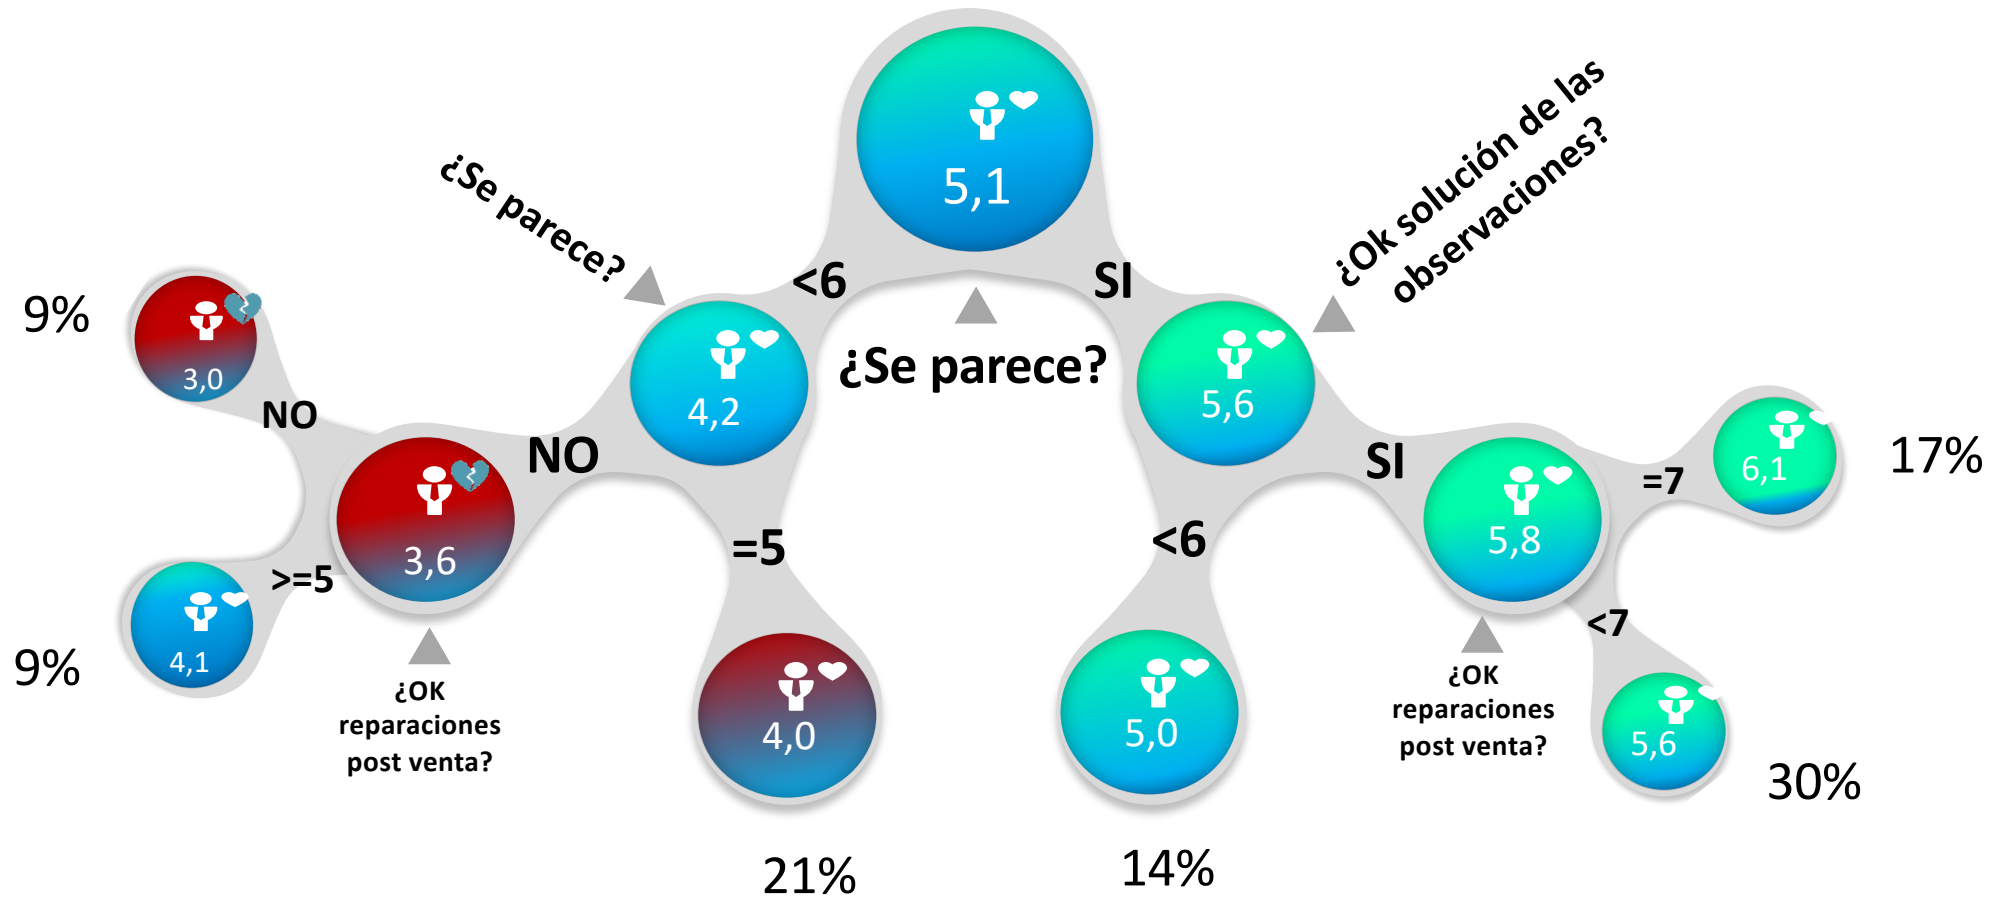 5,1
¿Ok solución de las
observaciones?
¿Se parece?
<6
SI
¿Se parece?
9%
3,0
NO
4,2
5,6
NO
SI
3,6
5,8
=7
6,1
17%
>=5
=5
<6
<7
4,1
9%
¿OK
reparaciones
post venta?
4,0
5,0
¿OK
reparaciones
post venta?
5,6
30%
21%
14%